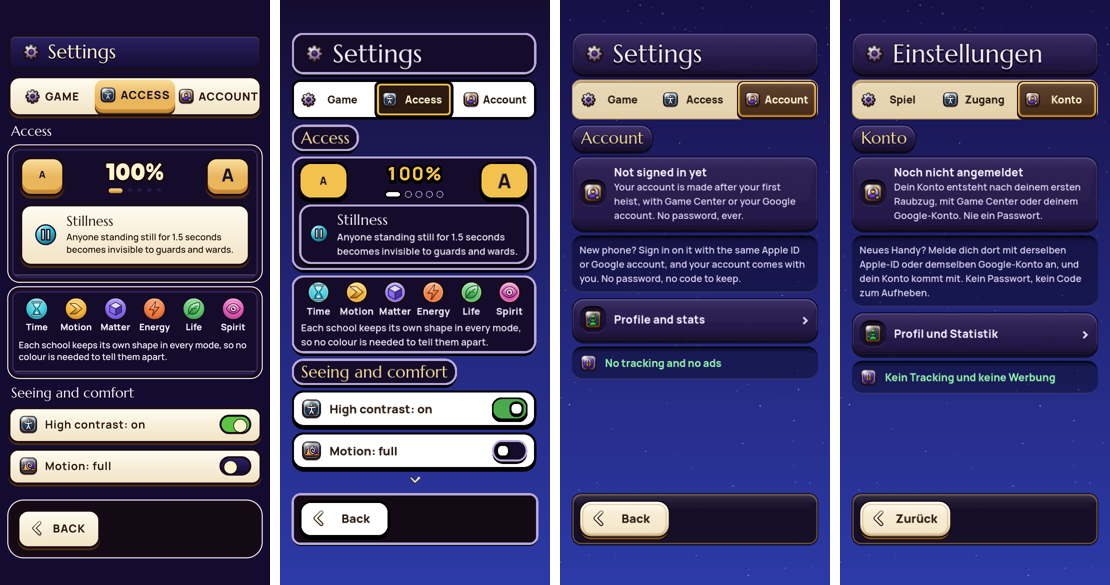 Settings
GAME
ACCESS
ACCOUNT
Access
A
100%
A
Stillness
Anyone standing still for 1.5 seconds
becomes invisible to guards and wards.
Time
Motion
Matter
Energy
Life
Spirit
Each school keeps its own shape in every mode, so no
colour is needed to tell them apart.
Seeing and comfort
High contrast: on
Motion: full
BACK
Settings
Game
Access
Account
Access
A
100%
A
Stillness
Anyone standing still for 1.5 seconds
becomes invisible to guards and wards.
Time
Motion
Matter
Energy
Life
Spirit
Each school keeps its own shape in every mode,
so no colour is needed to tell them apart.
Seeing and comfort
High contrast: on
Motion: full
Back
Settings
Game
Access
Account
Account
Not signed in yet
Your account is made after your first
heist, with Game Center or your Google
account. No password, ever.
New phone? Sign in on it with the same Apple ID
or Google account, and your account comes with
you. No password, no code to keep.
Profile and stats
No tracking and no ads
Back
Einstellungen
Spiel
Zugang
Konto
Konto
Noch nicht angemeldet
Dein Konto entsteht nach deinem ersten
Raubzug, mit Game Center oder deinem
Google-Konto. Nie ein Passwort.
Neues Handy? Melde dich dort mit derselben
Apple-ID oder demselben Google-Konto an, und
dein Konto kommt mit. Kein Passwort, kein Code
zum Aufheben.
Profil und Statistik
Kein Tracking und keine Werbung
Zurück